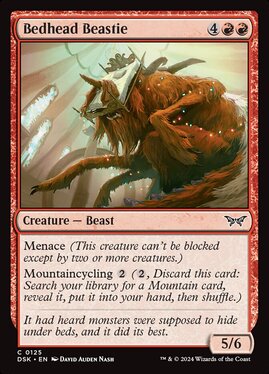 Bedhead Beastie 4
Creature — Beast
Menace (This creature can't be blocked
except by two or more creatures.)
Mountaincycling 2 (2, Discard this card:
Search your library for a Mountain card,
reveal it, put it into your hand, then shuffle.)
It had heard monsters were supposed to hide
under beds, and it did its best.
5/6
C 0125
DSK • EN DAVID AUDEN NASH
™ & © 2024 Wizards of the Coast